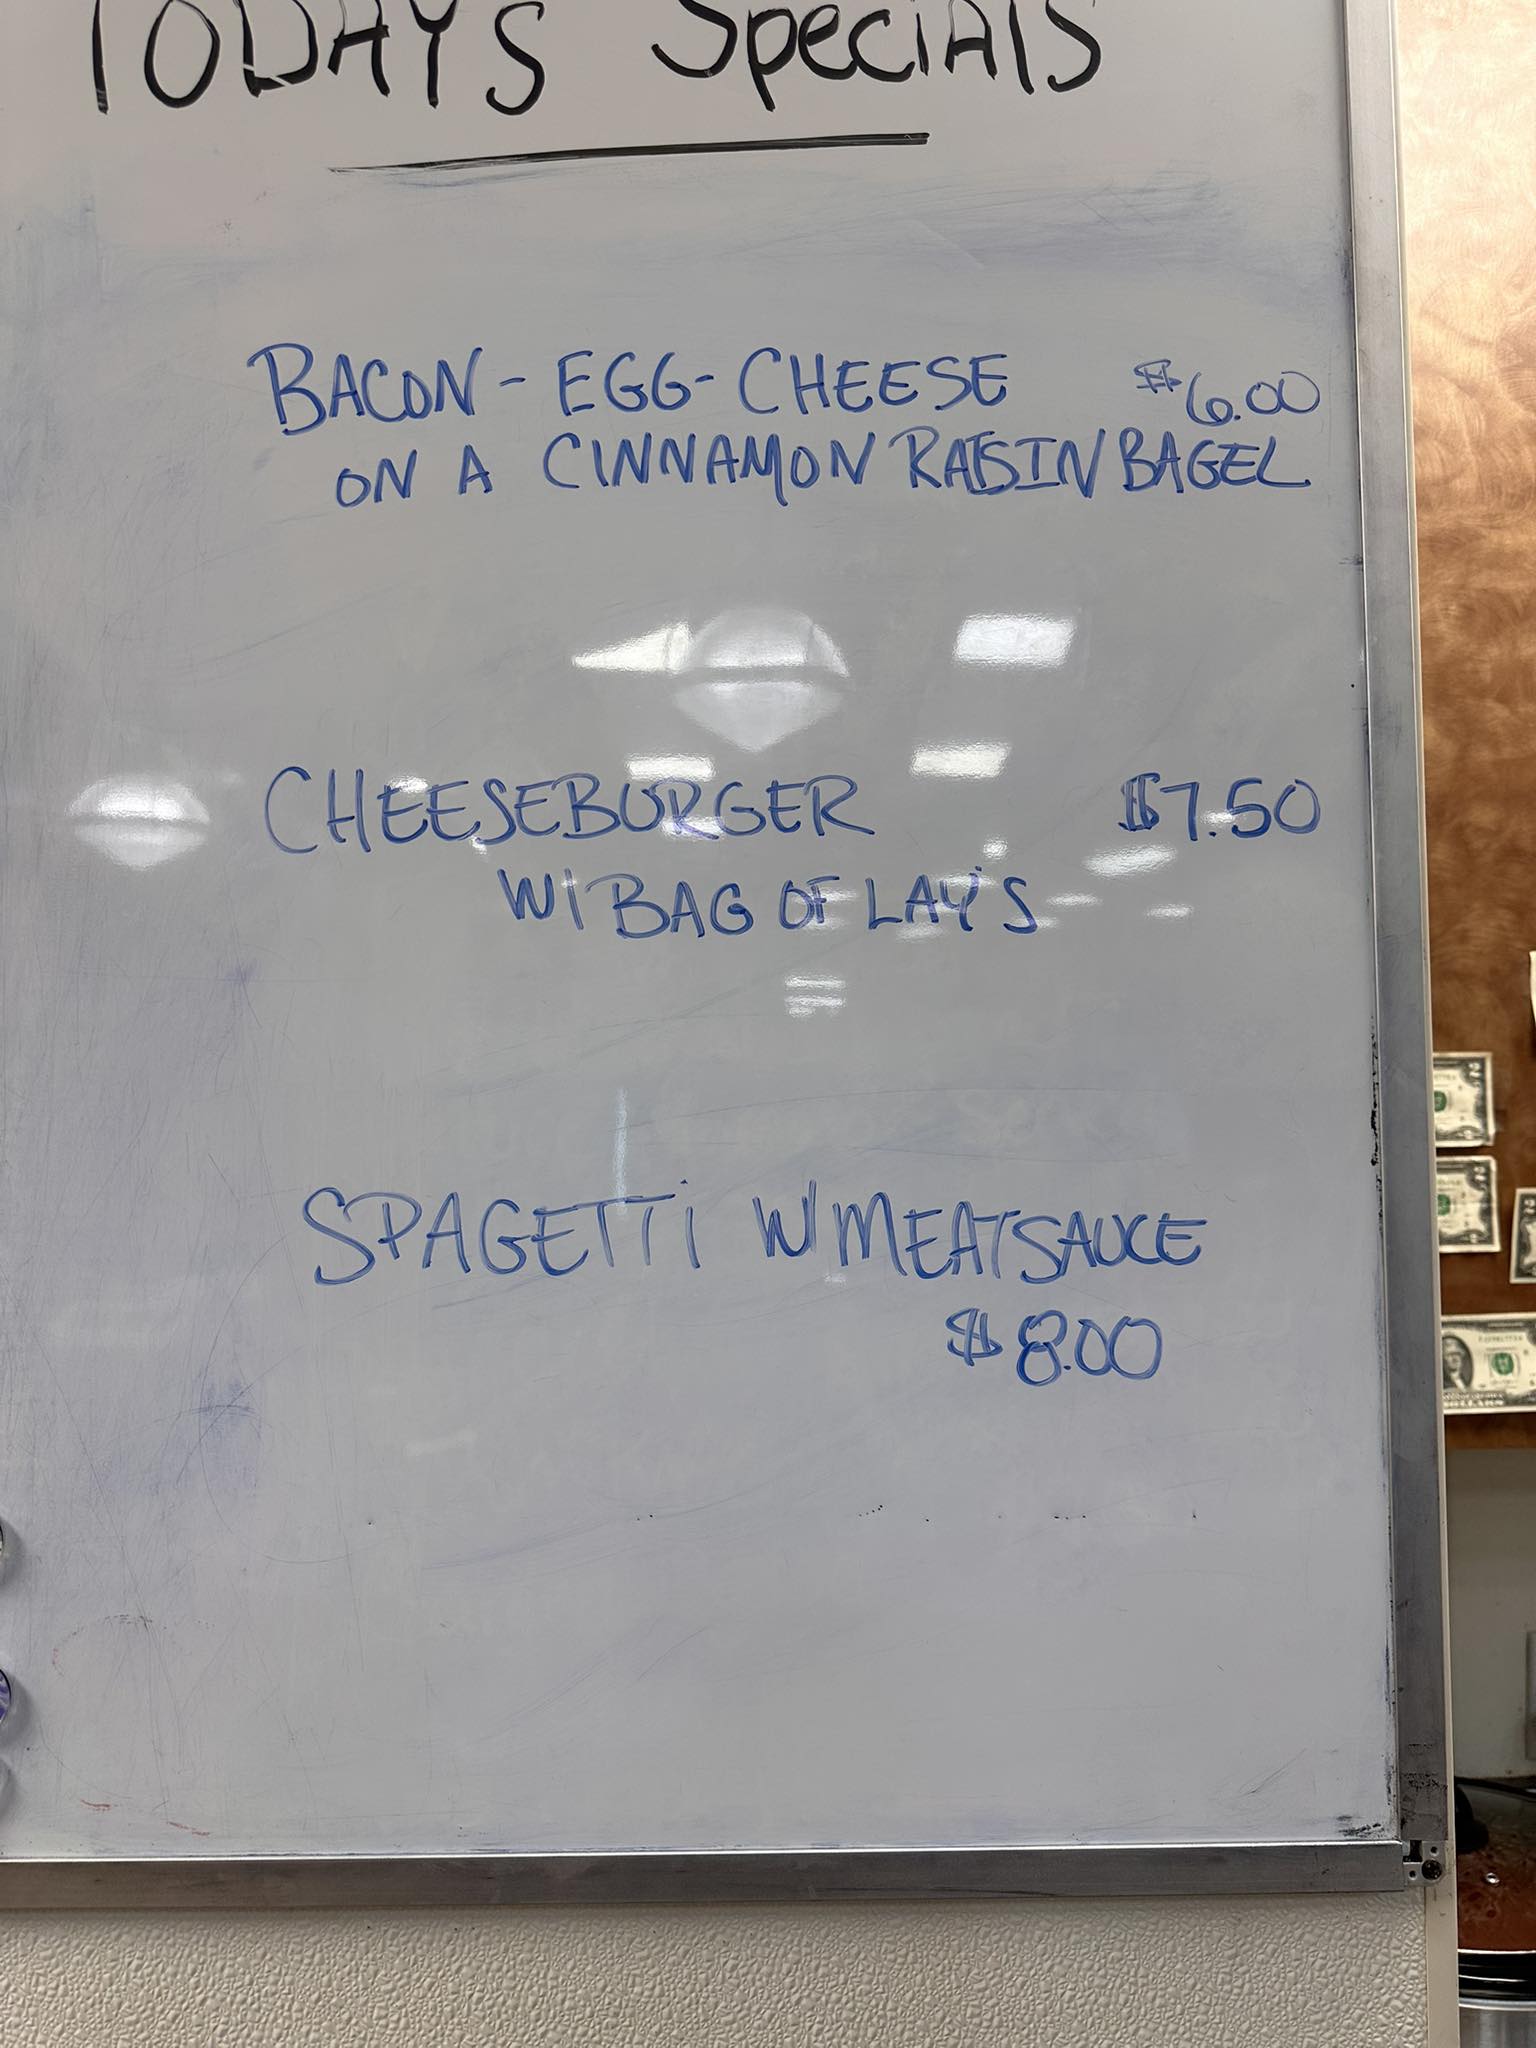 TODAY'S SpeciAlS
BACON - EGG - CHEESE $6.00
ON A CINNAMON RAISIN BAGEL
CHEESEBURGER $7.50
W/ BAG OF LAY'S
SPAGETTi W/MEATSAUCE
$8.00